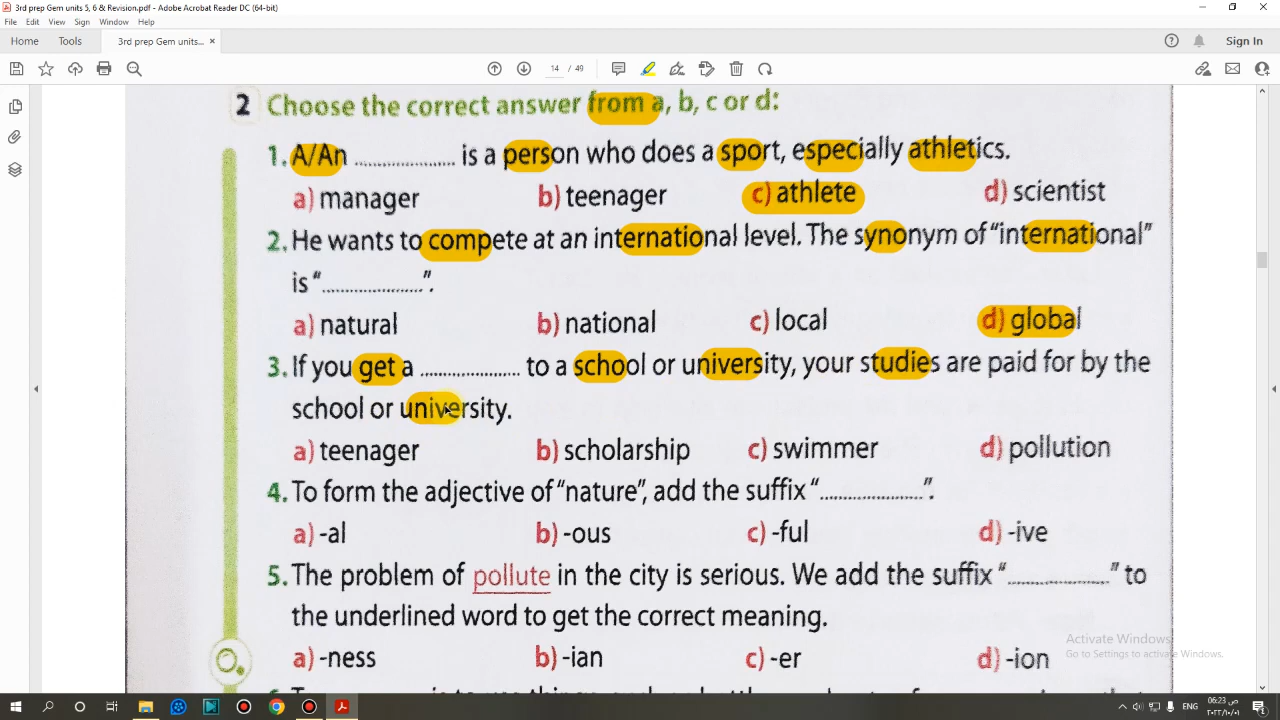 3rd prep Gem units 5, 6 & Revision.pdf - Adobe Acrobat Reader DC (64-bit)
File Edit View Sign Window Help
Home Tools 3rd prep Gem units... × Sign In
14 / 49
2 Choose the correct answer from a, b, c or d:
1. A/An .................... is a person who does a sport, especially athletics.
a) manager b) teenager c) athlete d) scientist
2. He wants to compete at an international level. The synonym of "international"
is "....................".
a) natural b) national c) local d) global
3. If you get a .................... to a school or university, your studies are paid for by the
school or university.
a) teenager b) scholarship c) swimmer d) pollution
4. To form the adjective of "nature", add the suffix "....................".
a) -al b) -ous c) -ful d) -ive
5. The problem of pollute in the city is serious. We add the suffix "...................." to
the underlined word to get the correct meaning.
a) -ness b) -ian c) -er d) -ion
Activate Windows
Go to Settings to activate Windows.
ENG
06:23 ص
٢٠٢٢/١٠/٠١